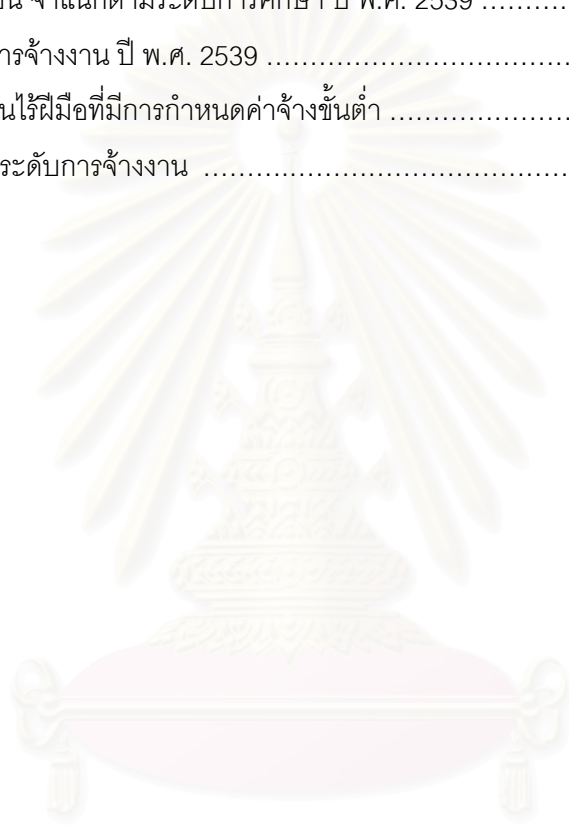 จำแนกตามระดับการศึกษา ปี พ.ศ. 2539 ..........
ารจ้างงาน ปี พ.ศ. 2539 ...................................
นไร้ฝีมือที่มีการกำหนดค่าจ้างขั้นต่ำ .....................
ระดับการจ้างงาน ..........................................